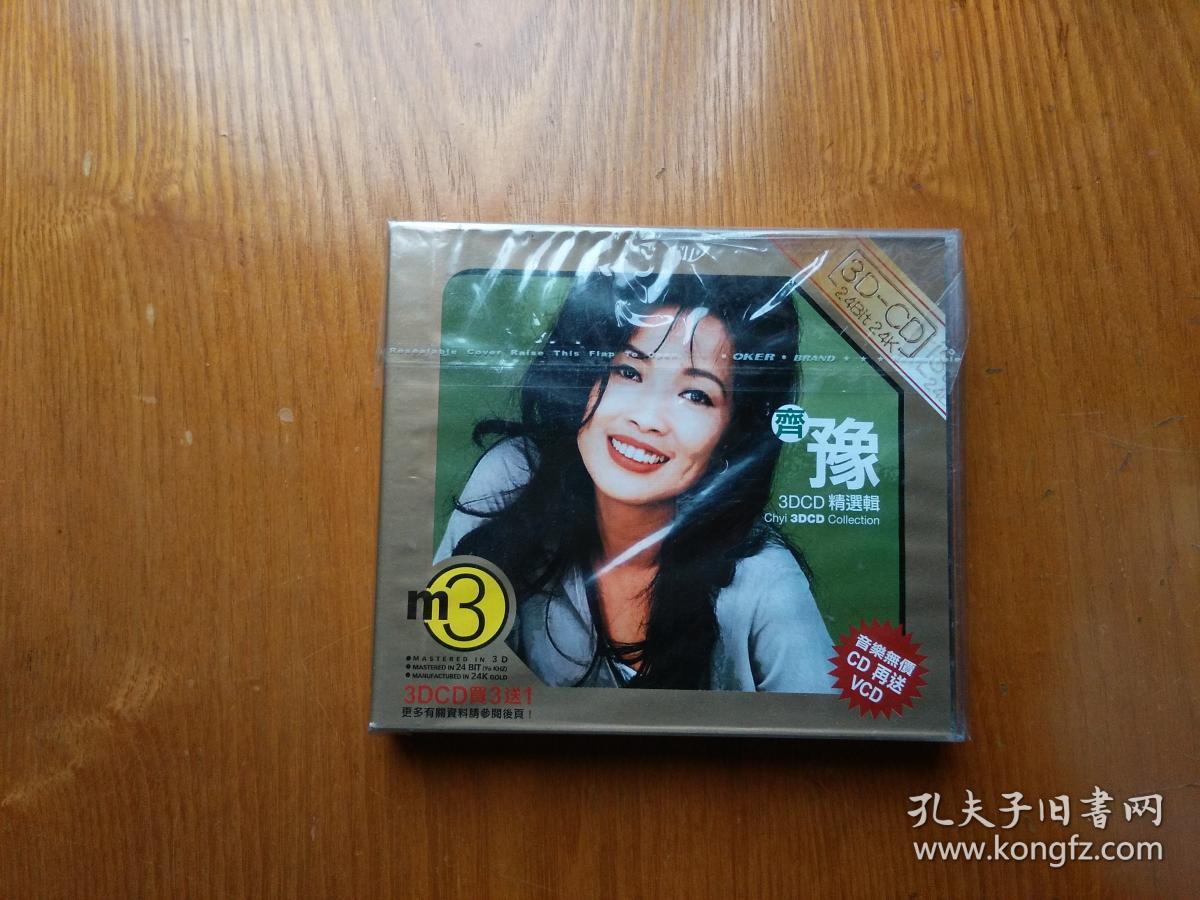 3D-CD
24Bit 24K
Resealable Cover Raise This Flap To Open
OKER • BRAND
齊豫
3DCD 精選輯
Chyi 3DCD Collection
m3
●MASTERED IN 3D
●MASTERED IN 24 BIT
●MANUFACTURED IN 24K GOLD
3DCD買3送1
更多有關資料請參閱後頁!
音樂無價
CD再送
VCD
孔夫子旧书网
www.kongfz.com